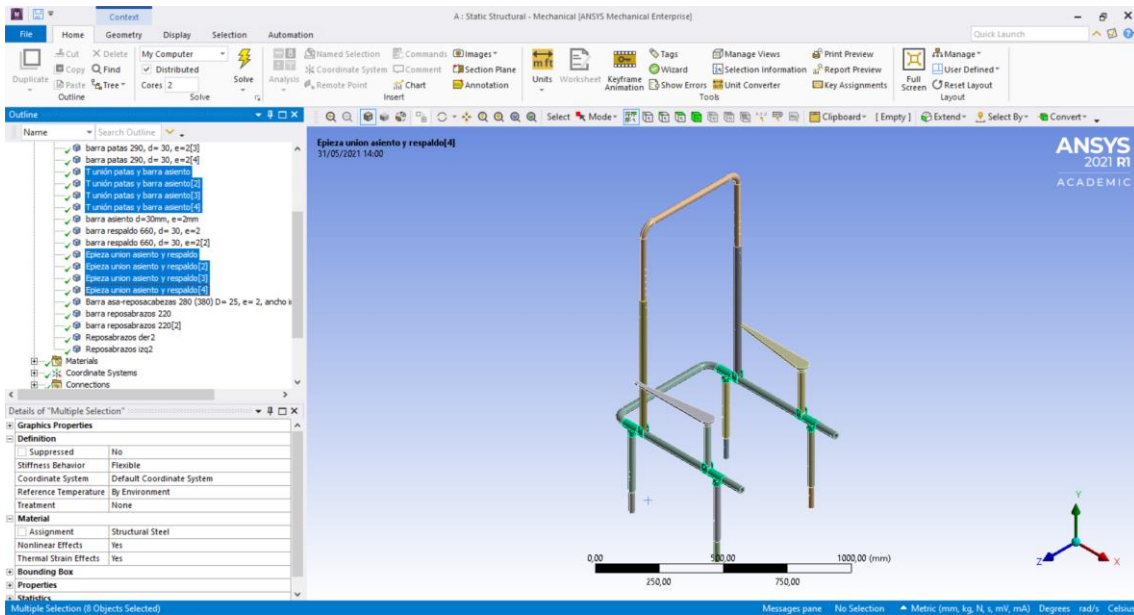 Context
A : Static Structural - Mechanical [ANSYS Mechanical Enterprise]
File Home Geometry Display Selection Automation
Quick Launch
Cut Delete My Computer
Copy Find Distributed
Paste Tree Cores 2
Duplicate
Outline
Solve
Solve
Analysis
Named Selection Commands Images
Coordinate System Comment Section Plane
Remote Point Chart Annotation
Insert
Units Worksheet Keyframe Animation
Tags Manage Views Print Preview
Wizard Selection Information Report Preview
Show Errors Unit Converter Key Assignments
Tools
Full Screen
Manage
User Defined
Reset Layout
Layout
Outline
Select Mode Clipboard [Empty] Extend Select By Convert
Name Search Outline
barra patas 290, d= 30, e=2[3]
barra patas 290, d= 30, e=2[4]
T unión patas y barra asiento
T unión patas y barra asiento[2]
T unión patas y barra asiento[3]
T unión patas y barra asiento[4]
barra asiento d=30mm, e=2mm
barra respaldo 660, d= 30, e=2
barra respaldo 660, d= 30, e=2[2]
Epieza union asiento y respaldo
Epieza union asiento y respaldo[2]
Epieza union asiento y respaldo[3]
Epieza union asiento y respaldo[4]
Barra asa-reposacabezas 280 (380) D= 25, e= 2, ancho i
barra reposabrazos 220
barra reposabrazos 220[2]
Reposabrazos der2
Reposabrazos izq2
Materials
Coordinate Systems
Connections
Details of "Multiple Selection"
Graphics Properties
Definition
Suppressed No
Stiffness Behavior Flexible
Coordinate System Default Coordinate System
Reference Temperature By Environment
Treatment None
Material
Assignment Structural Steel
Nonlinear Effects Yes
Thermal Strain Effects Yes
Bounding Box
Properties
Statistics
Epieza union asiento y respaldo[4]
31/05/2021 14:00
ANSYS
2021 R1
ACADEMIC
0,00 500,00 1000,00 (mm)
250,00 750,00
Y
Z X
Multiple Selection (8 Objects Selected)
Messages pane No Selection Metric (mm, kg, N, s, mV, mA) Degrees rad/s Celsius